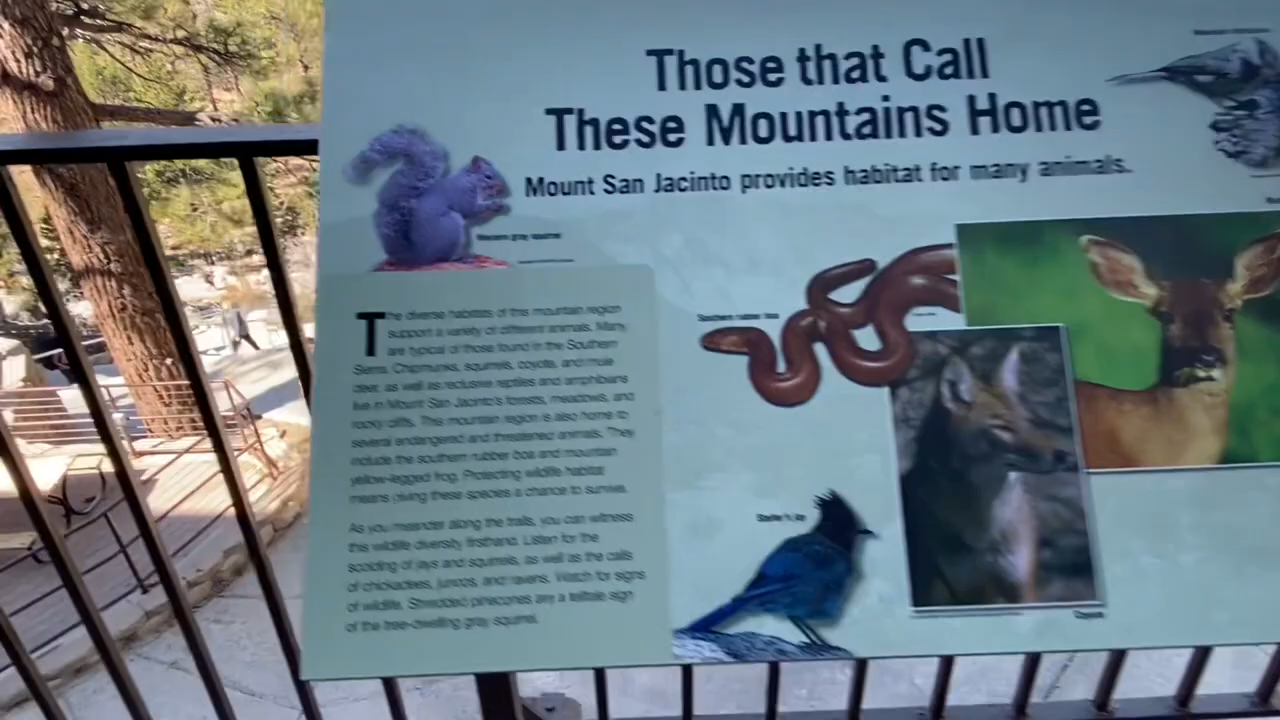 Those that Call
These Mountains Home
Mount San Jacinto provides habitat for many animals.
Western gray squirrel
Southern rubber boa
The diverse habitats of this mountain region
support a variety of different animals. Many
are typical of those found in the Southern
Sierra. Chipmunks, squirrels, coyote, and mule
deer, as well as reclusive reptiles and amphibians
live in Mount San Jacinto's forests, meadows, and
rocky cliffs. This mountain region is also home to
several endangered and threatened animals. They
include the southern rubber boa and mountain
yellow-legged frog. Protecting wildlife habitat
means giving these species a chance to survive.
As you meander along the trails, you can witness
this wildlife diversity firsthand. Listen for the
scolding of jays and squirrels, as well as the calls
of chickadees, juncos, and ravens. Watch for signs
of wildlife. Shredded pinecones are a telltale sign
of the tree-dwelling gray squirrel.
Steller's jay
Coyote